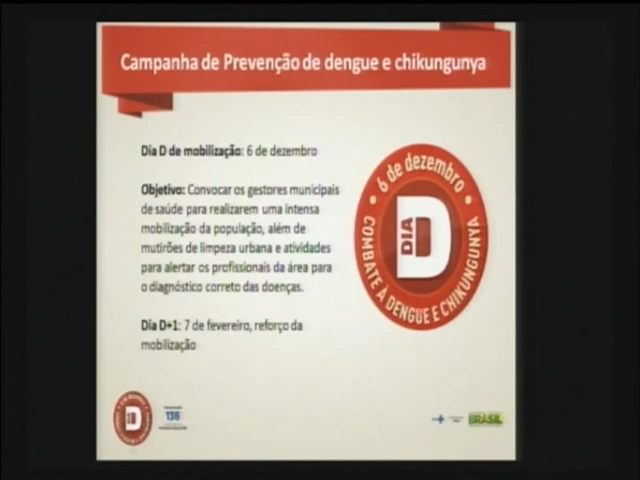 Campanha de Prevenção de dengue e chikungunya
Dia D de mobilização: 6 de dezembro
Objetivo: Convocar os gestores municipais
de saúde para realizarem uma intensa
mobilização da população, além de
mutirões de limpeza urbana e atividades
para alertar os profissionais da área para
o diagnóstico correto das doenças.
Dia D+1: 7 de fevereiro, reforço da
mobilização
6 de dezembro
DIA D
COMBATE À DENGUE E CHIKUNGUNYA
D
136
BRASIL